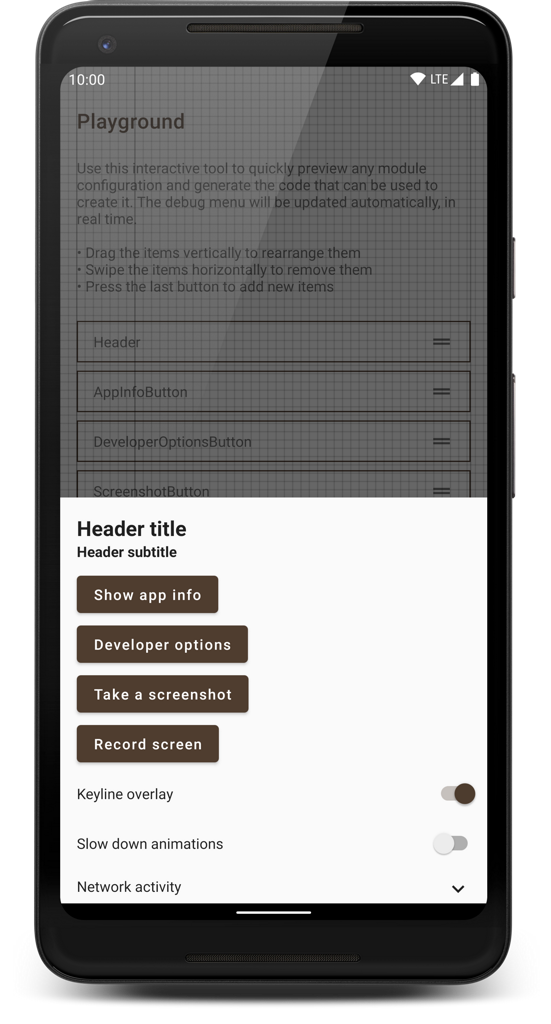 10:00 LTE
Playground
Use this interactive tool to quickly preview any module
configuration and generate the code that can be used to
create it. The debug menu will be updated automatically, in
real time.
• Drag the items vertically to rearrange them
• Swipe the items horizontally to remove them
• Press the last button to add new items
Header
AppInfoButton
DeveloperOptionsButton
ScreenshotButton
Header title
Header subtitle
Show app info
Developer options
Take a screenshot
Record screen
Keyline overlay
Slow down animations
Network activity